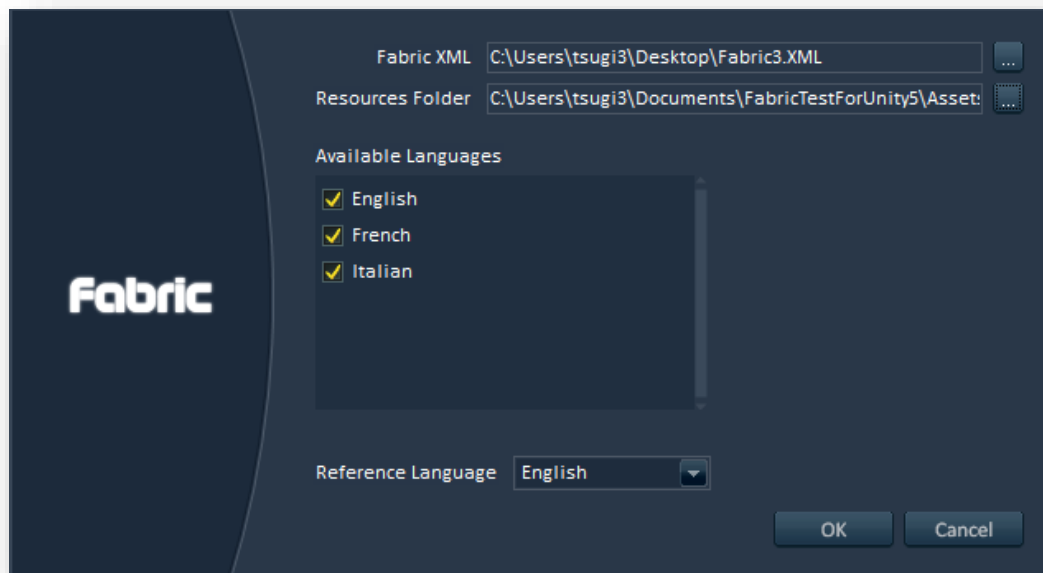 Fabric XML C:\Users\tsugi3\Desktop\Fabric3.XML ...
Resources Folder C:\Users\tsugi3\Documents\FabricTestForUnity5\Asset: ...
Available Languages
English
French
Italian
Fabric
Reference Language English
OK Cancel